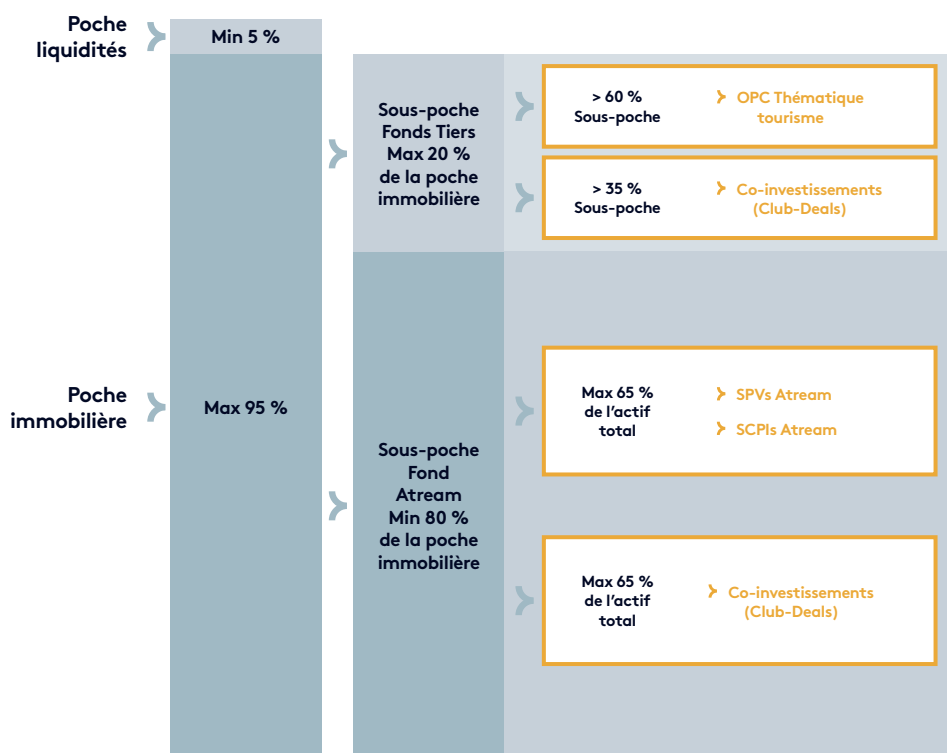 Poche
liquidités
Min 5 %
Sous-poche
Fonds Tiers
Max 20 %
de la poche
immobilière
> 60 %
Sous-poche
OPC Thématique
tourisme
> 35 %
Sous-poche
Co-investissements
(Club-Deals)
Poche
immobilière
Max 95 %
Sous-poche
Fond
Atream
Min 80 %
de la poche
immobilière
Max 65 %
de l’actif
total
SPVs Atream
SCPIs Atream
Max 65 %
de l’actif
total
Co-investissements
(Club-Deals)